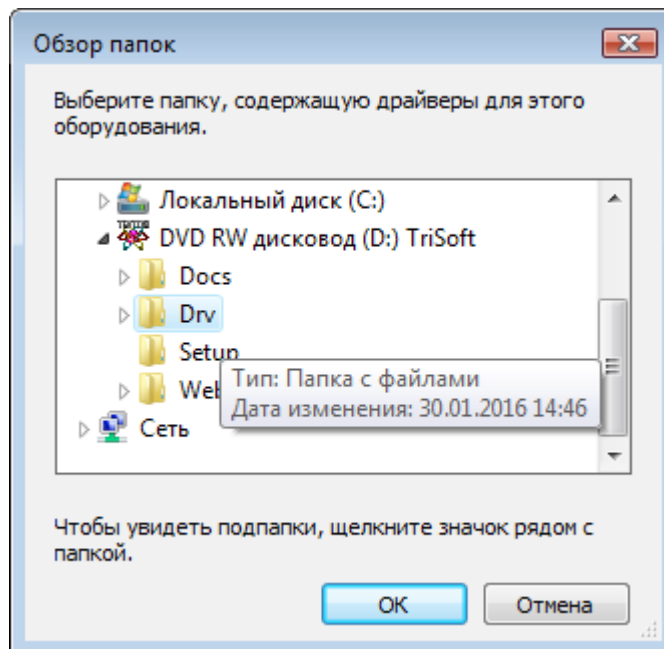 Обзор папок
Выберите папку, содержащую драйверы для этого
оборудования.
Локальный диск (C:)
DVD RW дисковод (D:) TriSoft
Docs
Drv
Setup
Web
Тип: Папка с файлами
Дата изменения: 30.01.2016 14:46
Сеть
Чтобы увидеть подпапки, щелкните значок рядом с
папкой.
OK
Отмена